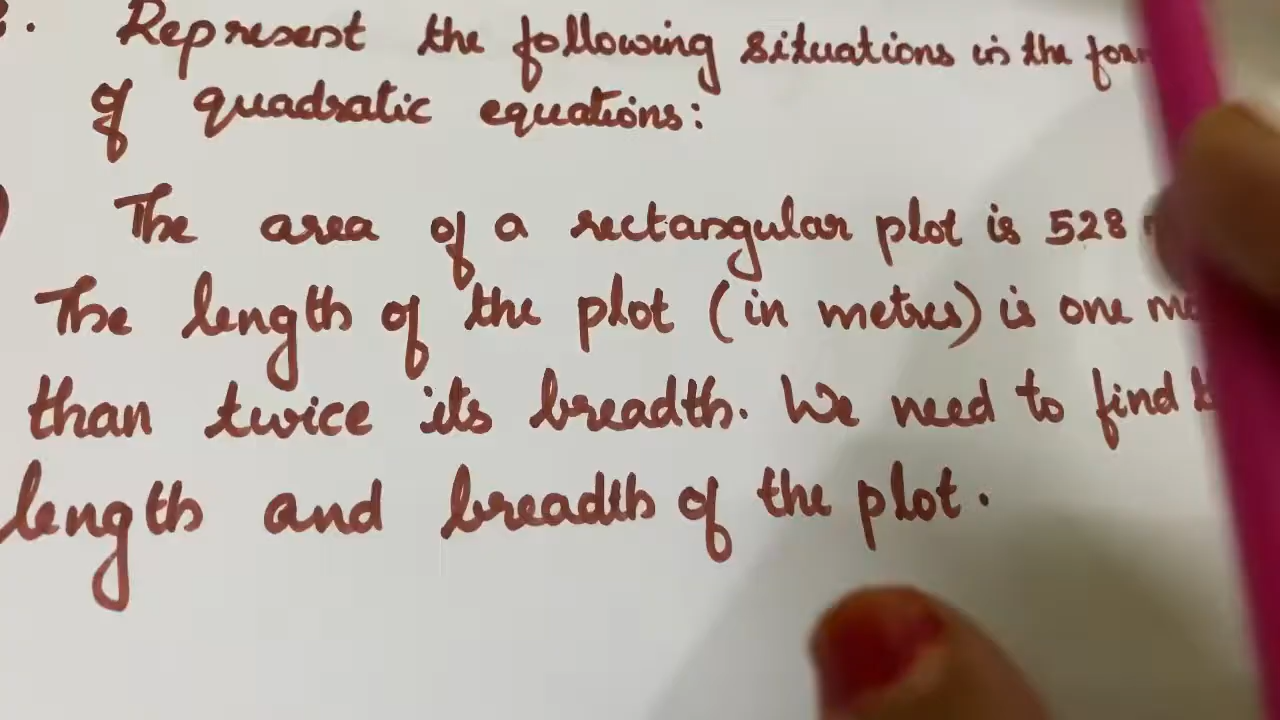 Represent the following situations in the
of quadratic equations:
The area of a rectangular plot is 528
The length of the plot (in metres) is one
than twice its breadth. We need to find
length and breadth of the plot.